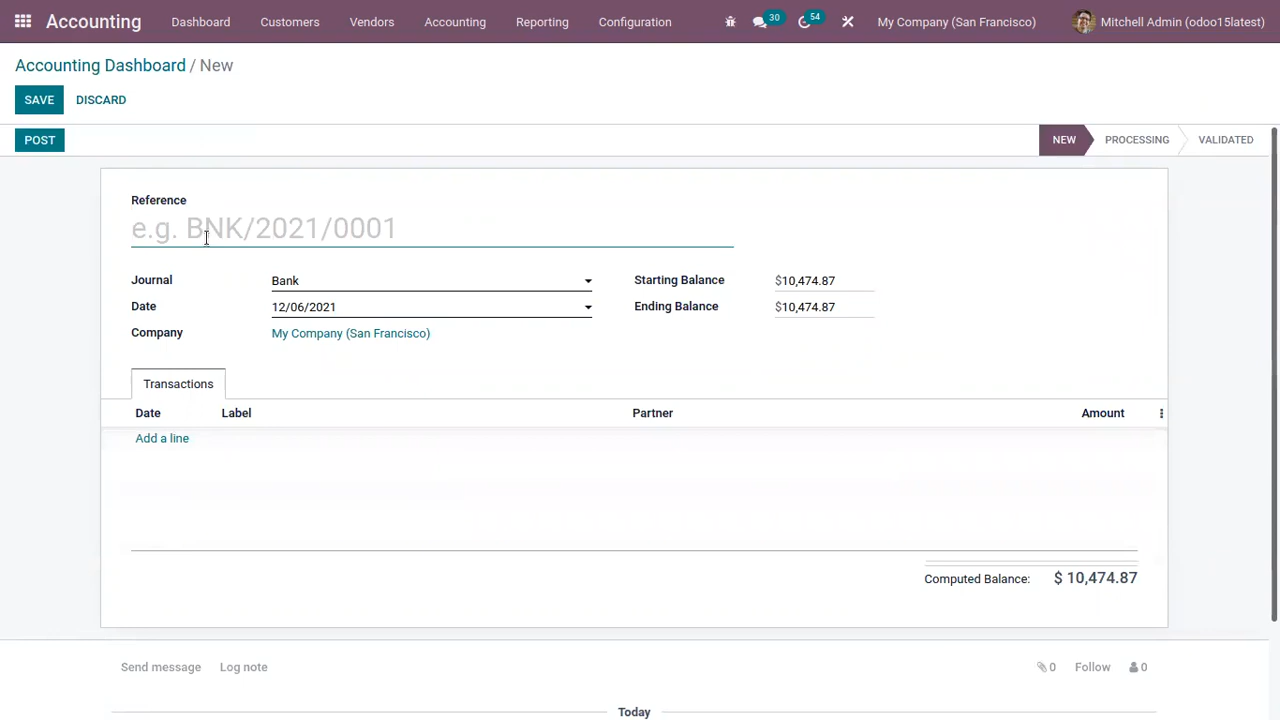 Accounting Dashboard Customers Vendors Accounting Reporting Configuration 30 54 My Company (San Francisco) Mitchell Admin (odoo15latest)
Accounting Dashboard / New
SAVE DISCARD
POST NEW PROCESSING VALIDATED
Reference
e.g. BNK/2021/0001
Journal Bank Starting Balance $10,474.87
Date 12/06/2021 Ending Balance $10,474.87
Company My Company (San Francisco)
Transactions
Date Label Partner Amount
Add a line
Computed Balance: $ 10,474.87
Send message Log note 0 Follow 0
Today